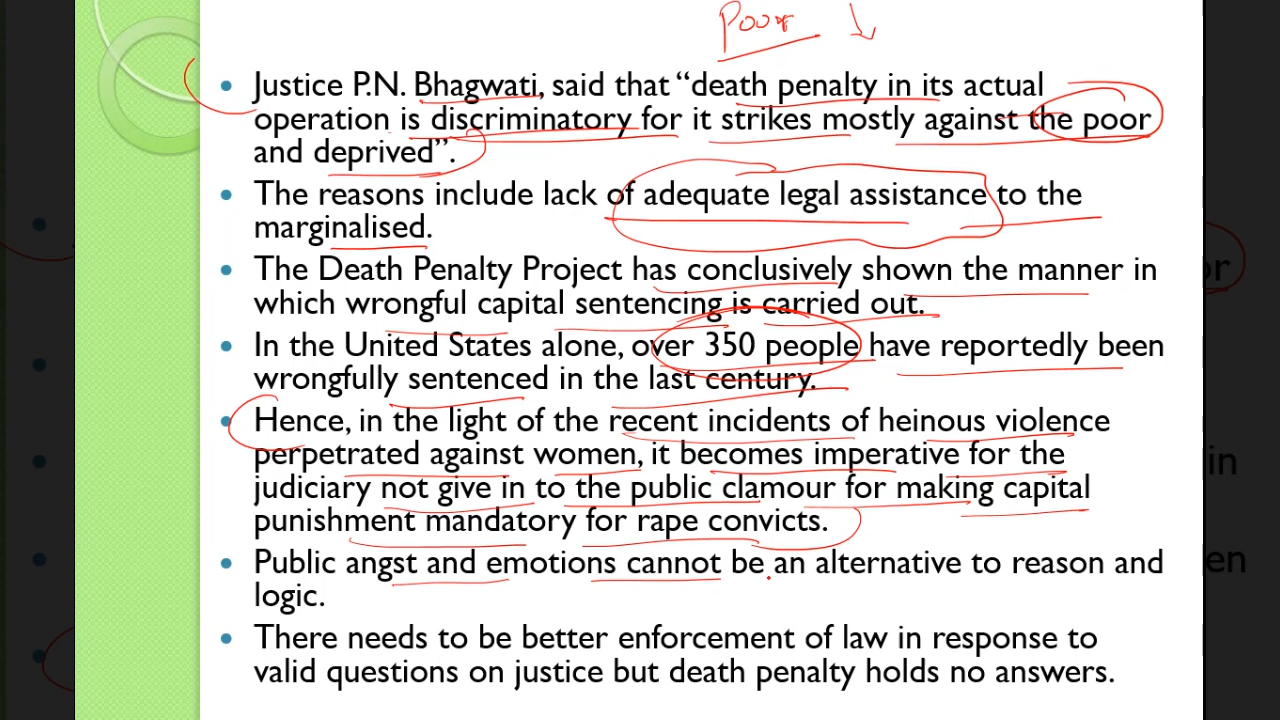 Poor
Justice P.N. Bhagwati, said that “death penalty in its actual
operation is discriminatory for it strikes mostly against the poor
and deprived”.
The reasons include lack of adequate legal assistance to the
marginalised.
The Death Penalty Project has conclusively shown the manner in
which wrongful capital sentencing is carried out.
In the United States alone, over 350 people have reportedly been
wrongfully sentenced in the last century.
Hence, in the light of the recent incidents of heinous violence
perpetrated against women, it becomes imperative for the
judiciary not give in to the public clamour for making capital
punishment mandatory for rape convicts.
Public angst and emotions cannot be an alternative to reason and
logic.
There needs to be better enforcement of law in response to
valid questions on justice but death penalty holds no answers.